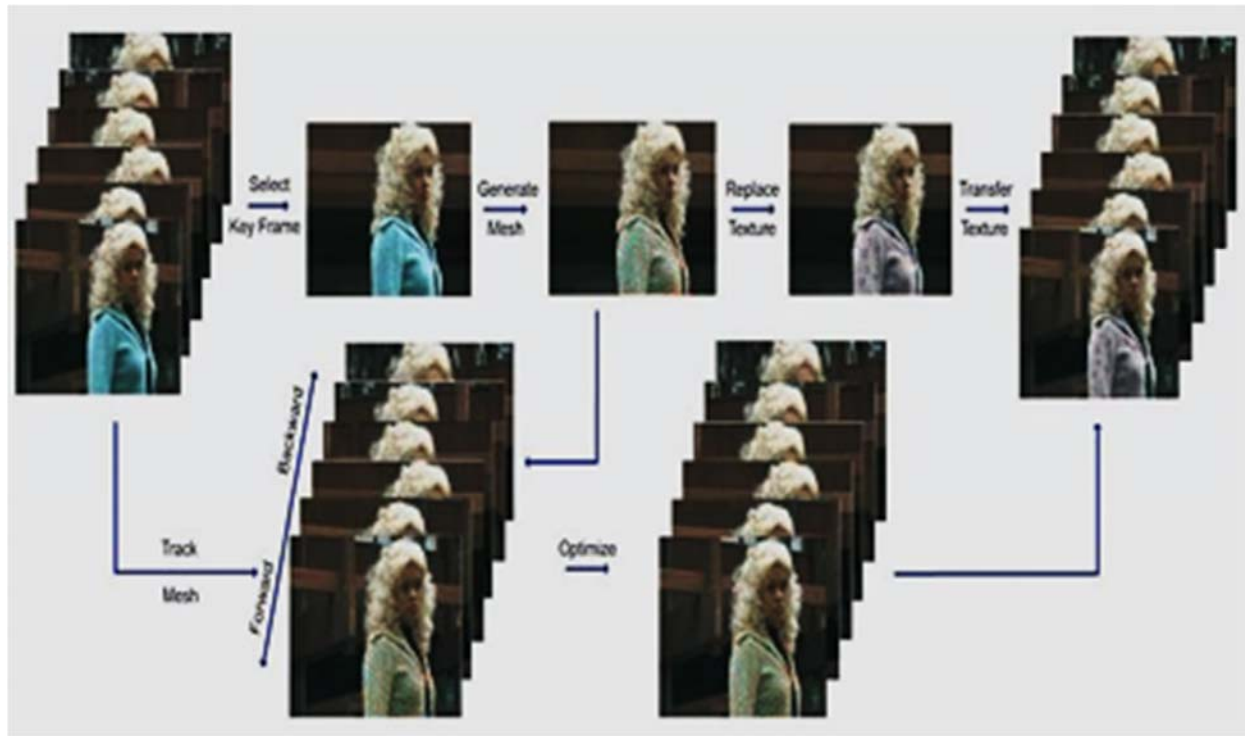 Select
Key Frame
Generate
Mesh
Replace
Texture
Transfer
Texture
Backward
Forward
Track
Mesh
Optimize